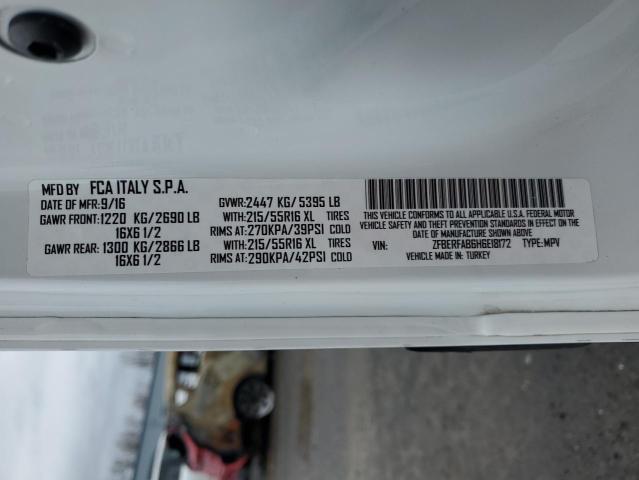 MFD BY FCA ITALY S.P.A.
DATE OF MFR: 9/16 GVWR: 2447 KG/ 5395 LB
GAWR FRONT: 1220 KG/2690 LB WITH: 215/55R16 XL TIRES
16X6 1/2 RIMS AT: 270KPA/39PSI COLD
GAWR REAR: 1300 KG/2866 LB WITH: 215/55R16 XL TIRES
16X6 1/2 RIMS AT: 290KPA/42PSI COLD
THIS VEHICLE CONFORMS TO ALL APPLICABLE U.S.A. FEDERAL MOTOR
VEHICLE SAFETY, BUMPER, AND THEFT PREVENTION STANDARDS IN EFFECT
ON THE DATE OF MANUFACTURE SHOWN ABOVE
VIN: ZFBERFAB6H6E18172 TYPE: MPV
VEHICLE MADE IN: TURKEY